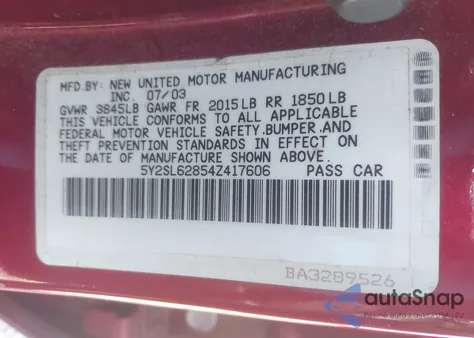 MFD.BY: NEW UNITED MOTOR MANUFACTURING
INC. 07/03
GVWR 3845LB GAWR FR 2015LB RR 1850LB
THIS VEHICLE CONFORMS TO ALL APPLICABLE
FEDERAL MOTOR VEHICLE SAFETY,BUMPER,AND
THEFT PREVENTION STANDARDS IN EFFECT ON
THE DATE OF MANUFACTURE SHOWN ABOVE.
5Y2SL62854Z417606 PASS CAR
BA3289526
autoSnap